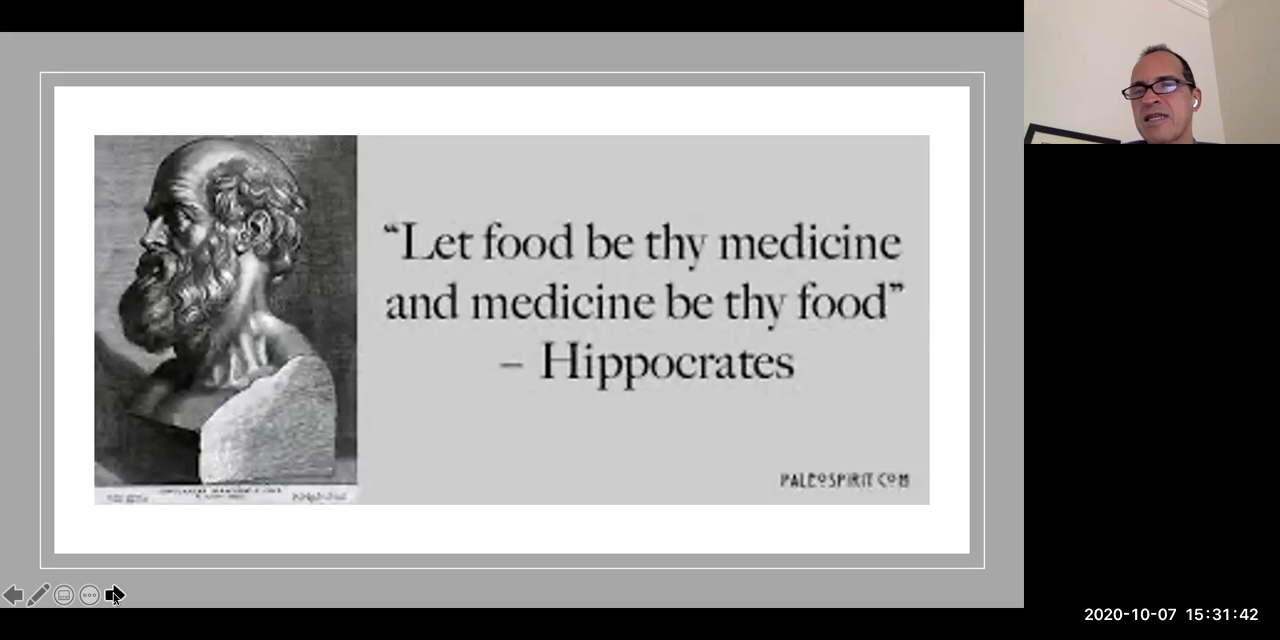 “Let food be thy medicine
and medicine be thy food”
– Hippocrates
PALEOSPIRIT.COM
2020-10-07 15:31:42